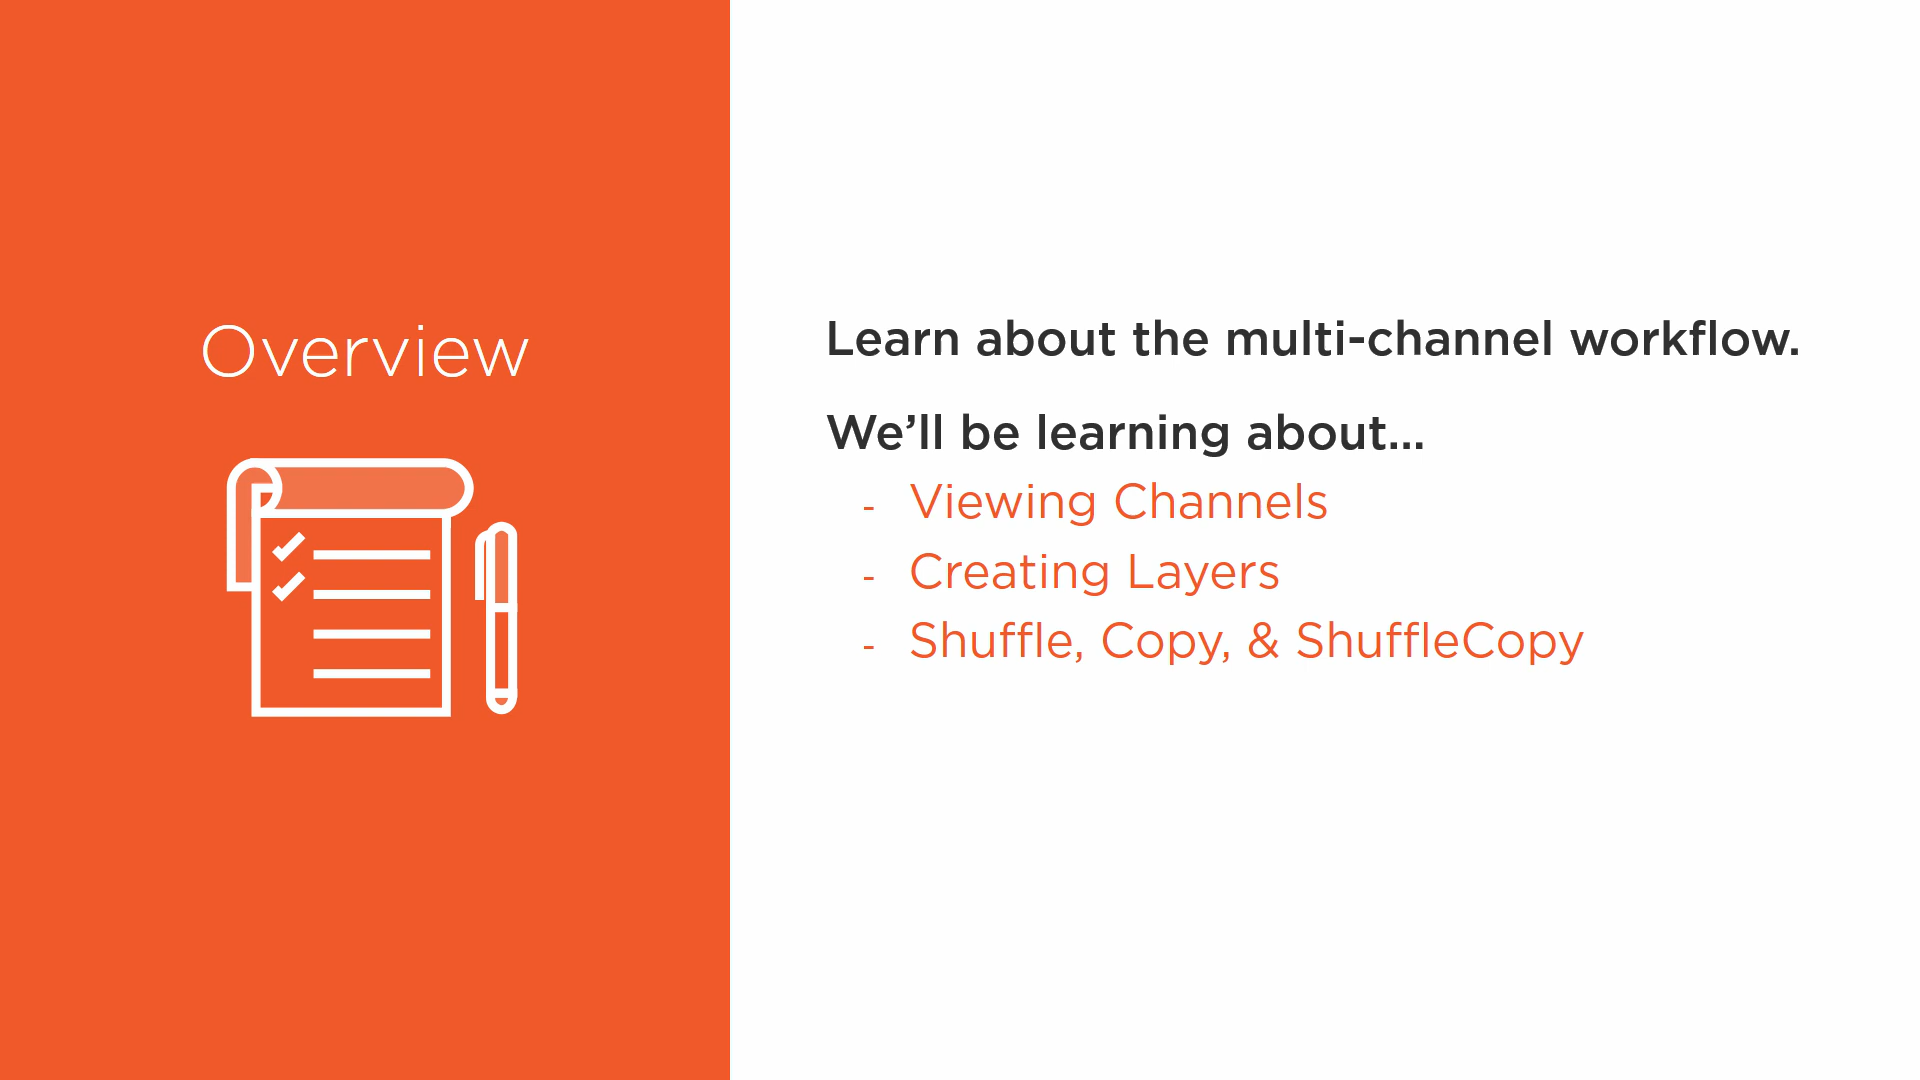 Overview
Learn about the multi-channel workflow.
We’ll be learning about...
- Viewing Channels
- Creating Layers
- Shuffle, Copy, & ShuffleCopy